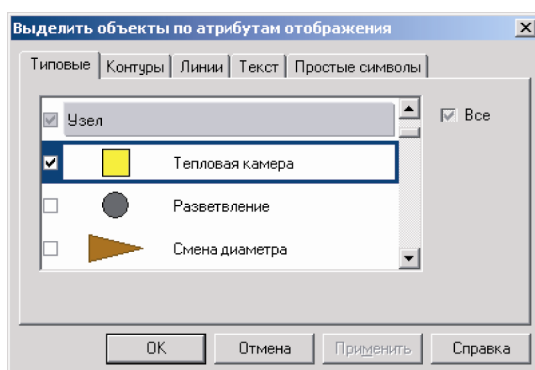 Выделить объекты по атрибутам отображения
Типовые Контуры Линии Текст Простые символы
Узел
Все
Тепловая камера
Разветвление
Смена диаметра
OK Отмена Применить Справка